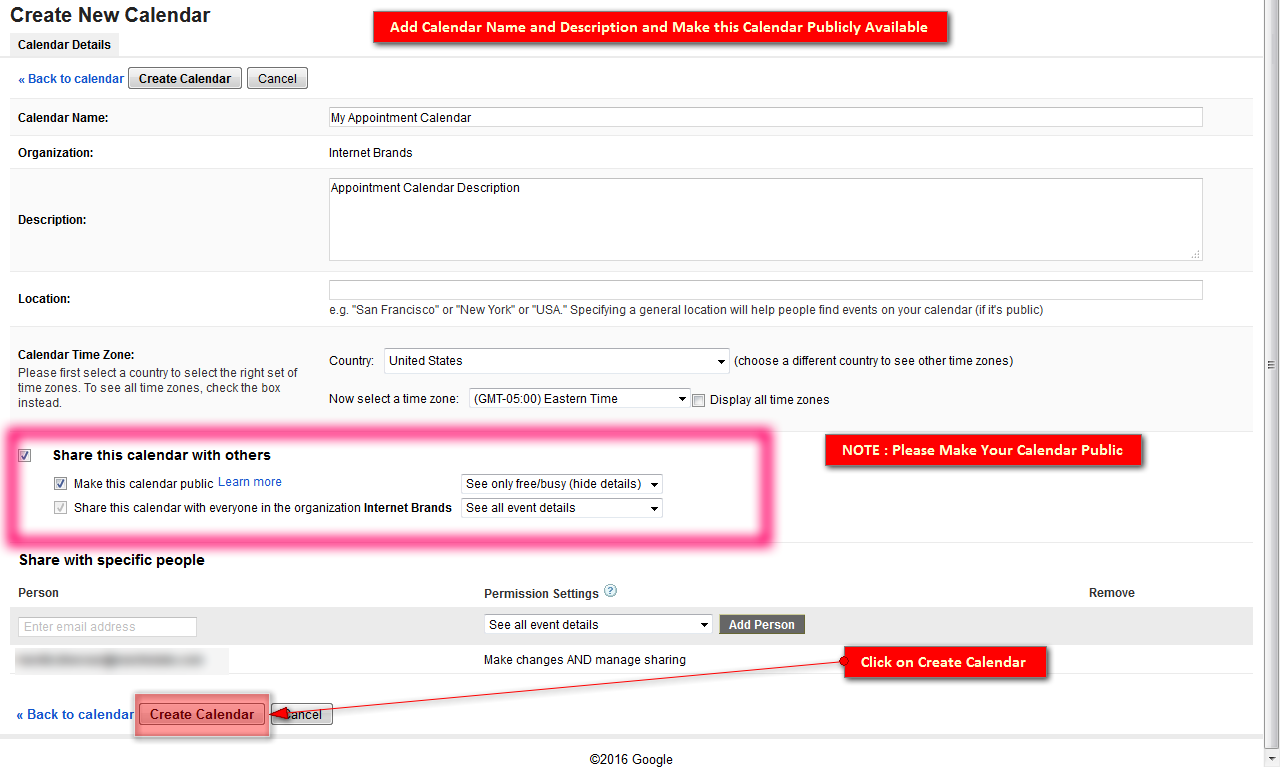 Create New Calendar
Add Calendar Name and Description and Make this Calendar Publicly Available
Calendar Details
« Back to calendar Create Calendar Cancel
Calendar Name: My Appointment Calendar
Organization: Internet Brands
Description: Appointment Calendar Description
Location:
e.g. "San Francisco" or "New York" or "USA." Specifying a general location will help people find events on your calendar (if it's public)
Calendar Time Zone:
Please first select a country to select the right set of
time zones. To see all time zones, check the box
instead.
Country: United States (choose a different country to see other time zones)
Now select a time zone: (GMT-05:00) Eastern Time Display all time zones
Share this calendar with others
NOTE : Please Make Your Calendar Public
Make this calendar public Learn more See only free/busy (hide details)
Share this calendar with everyone in the organization Internet Brands See all event details
Share with specific people
Person Permission Settings ? Remove
Enter email address See all event details Add Person
Make changes AND manage sharing
Click on Create Calendar
« Back to calendar Create Calendar Cancel
©2016 Google